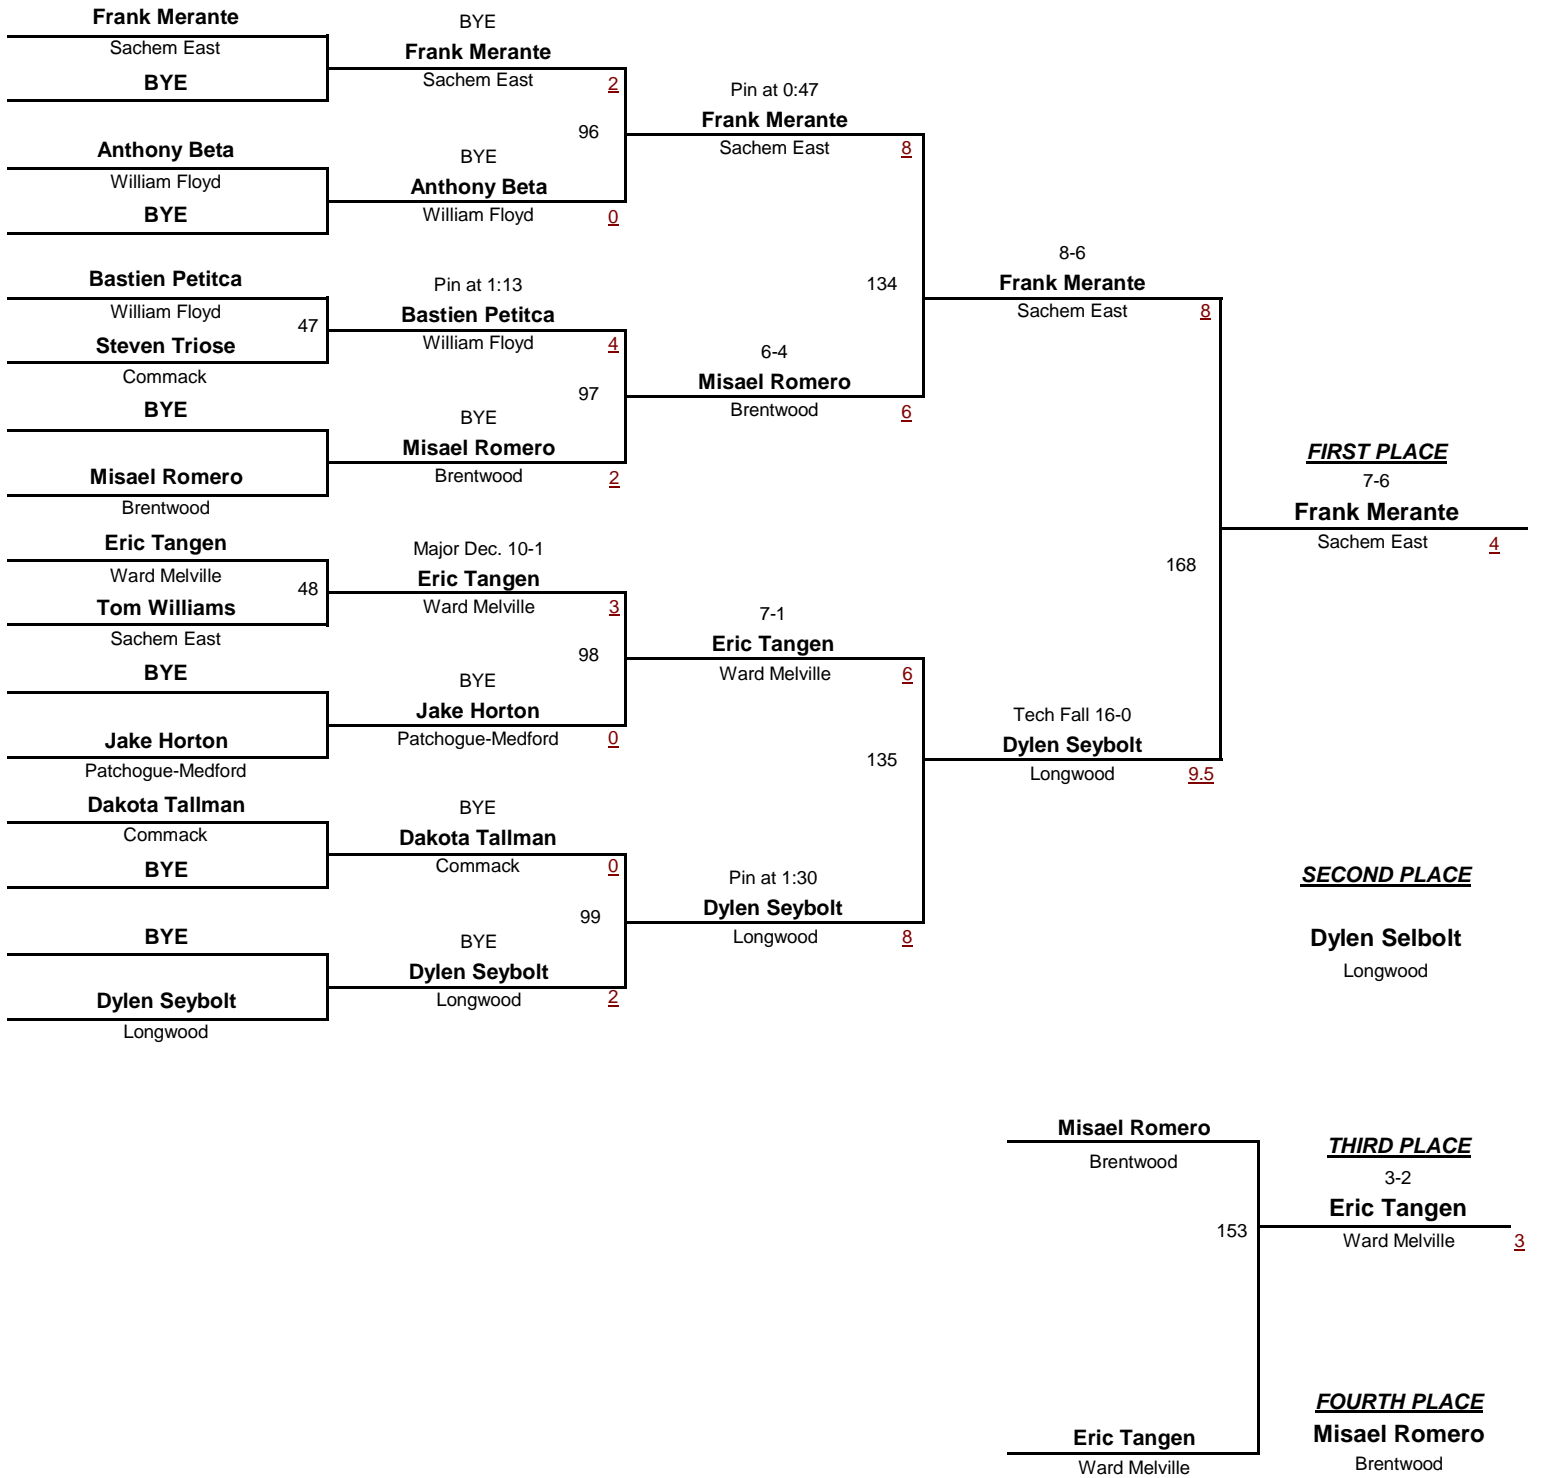 Frank Merante
Sachem East
BYE
Anthony Beta
William Floyd
BYE
Bastien Petitca
William Floyd
47
Steven Triose
Commack
BYE
Misael Romero
Brentwood
Eric Tangen
Ward Melville
48
Tom Williams
Sachem East
BYE
Jake Horton
Patchogue-Medford
Dakota Tallman
Commack
BYE
BYE
Dylen Seybolt
Longwood
BYE
Frank Merante
Sachem East 2
96
BYE
Anthony Beta
William Floyd 0
Pin at 1:13
Bastien Petitca
William Floyd 4
97
BYE
Misael Romero
Brentwood 2
Major Dec. 10-1
Eric Tangen
Ward Melville 3
98
BYE
Jake Horton
Patchogue-Medford 0
BYE
Dakota Tallman
Commack 0
99
BYE
Dylen Seybolt
Longwood 2
Pin at 0:47
Frank Merante
Sachem East 8
134
6-4
Misael Romero
Brentwood 6
7-1
Eric Tangen
Ward Melville 6
135
Pin at 1:30
Dylen Seybolt
Longwood 8
8-6
Frank Merante
Sachem East 8
168
Tech Fall 16-0
Dylen Seybolt
Longwood 9.5
FIRST PLACE
7-6
Frank Merante
Sachem East 4
SECOND PLACE
Dylen Selbolt
Longwood
Misael Romero
Brentwood
153
Eric Tangen
Ward Melville
THIRD PLACE
3-2
Eric Tangen
Ward Melville 3
FOURTH PLACE
Misael Romero
Brentwood